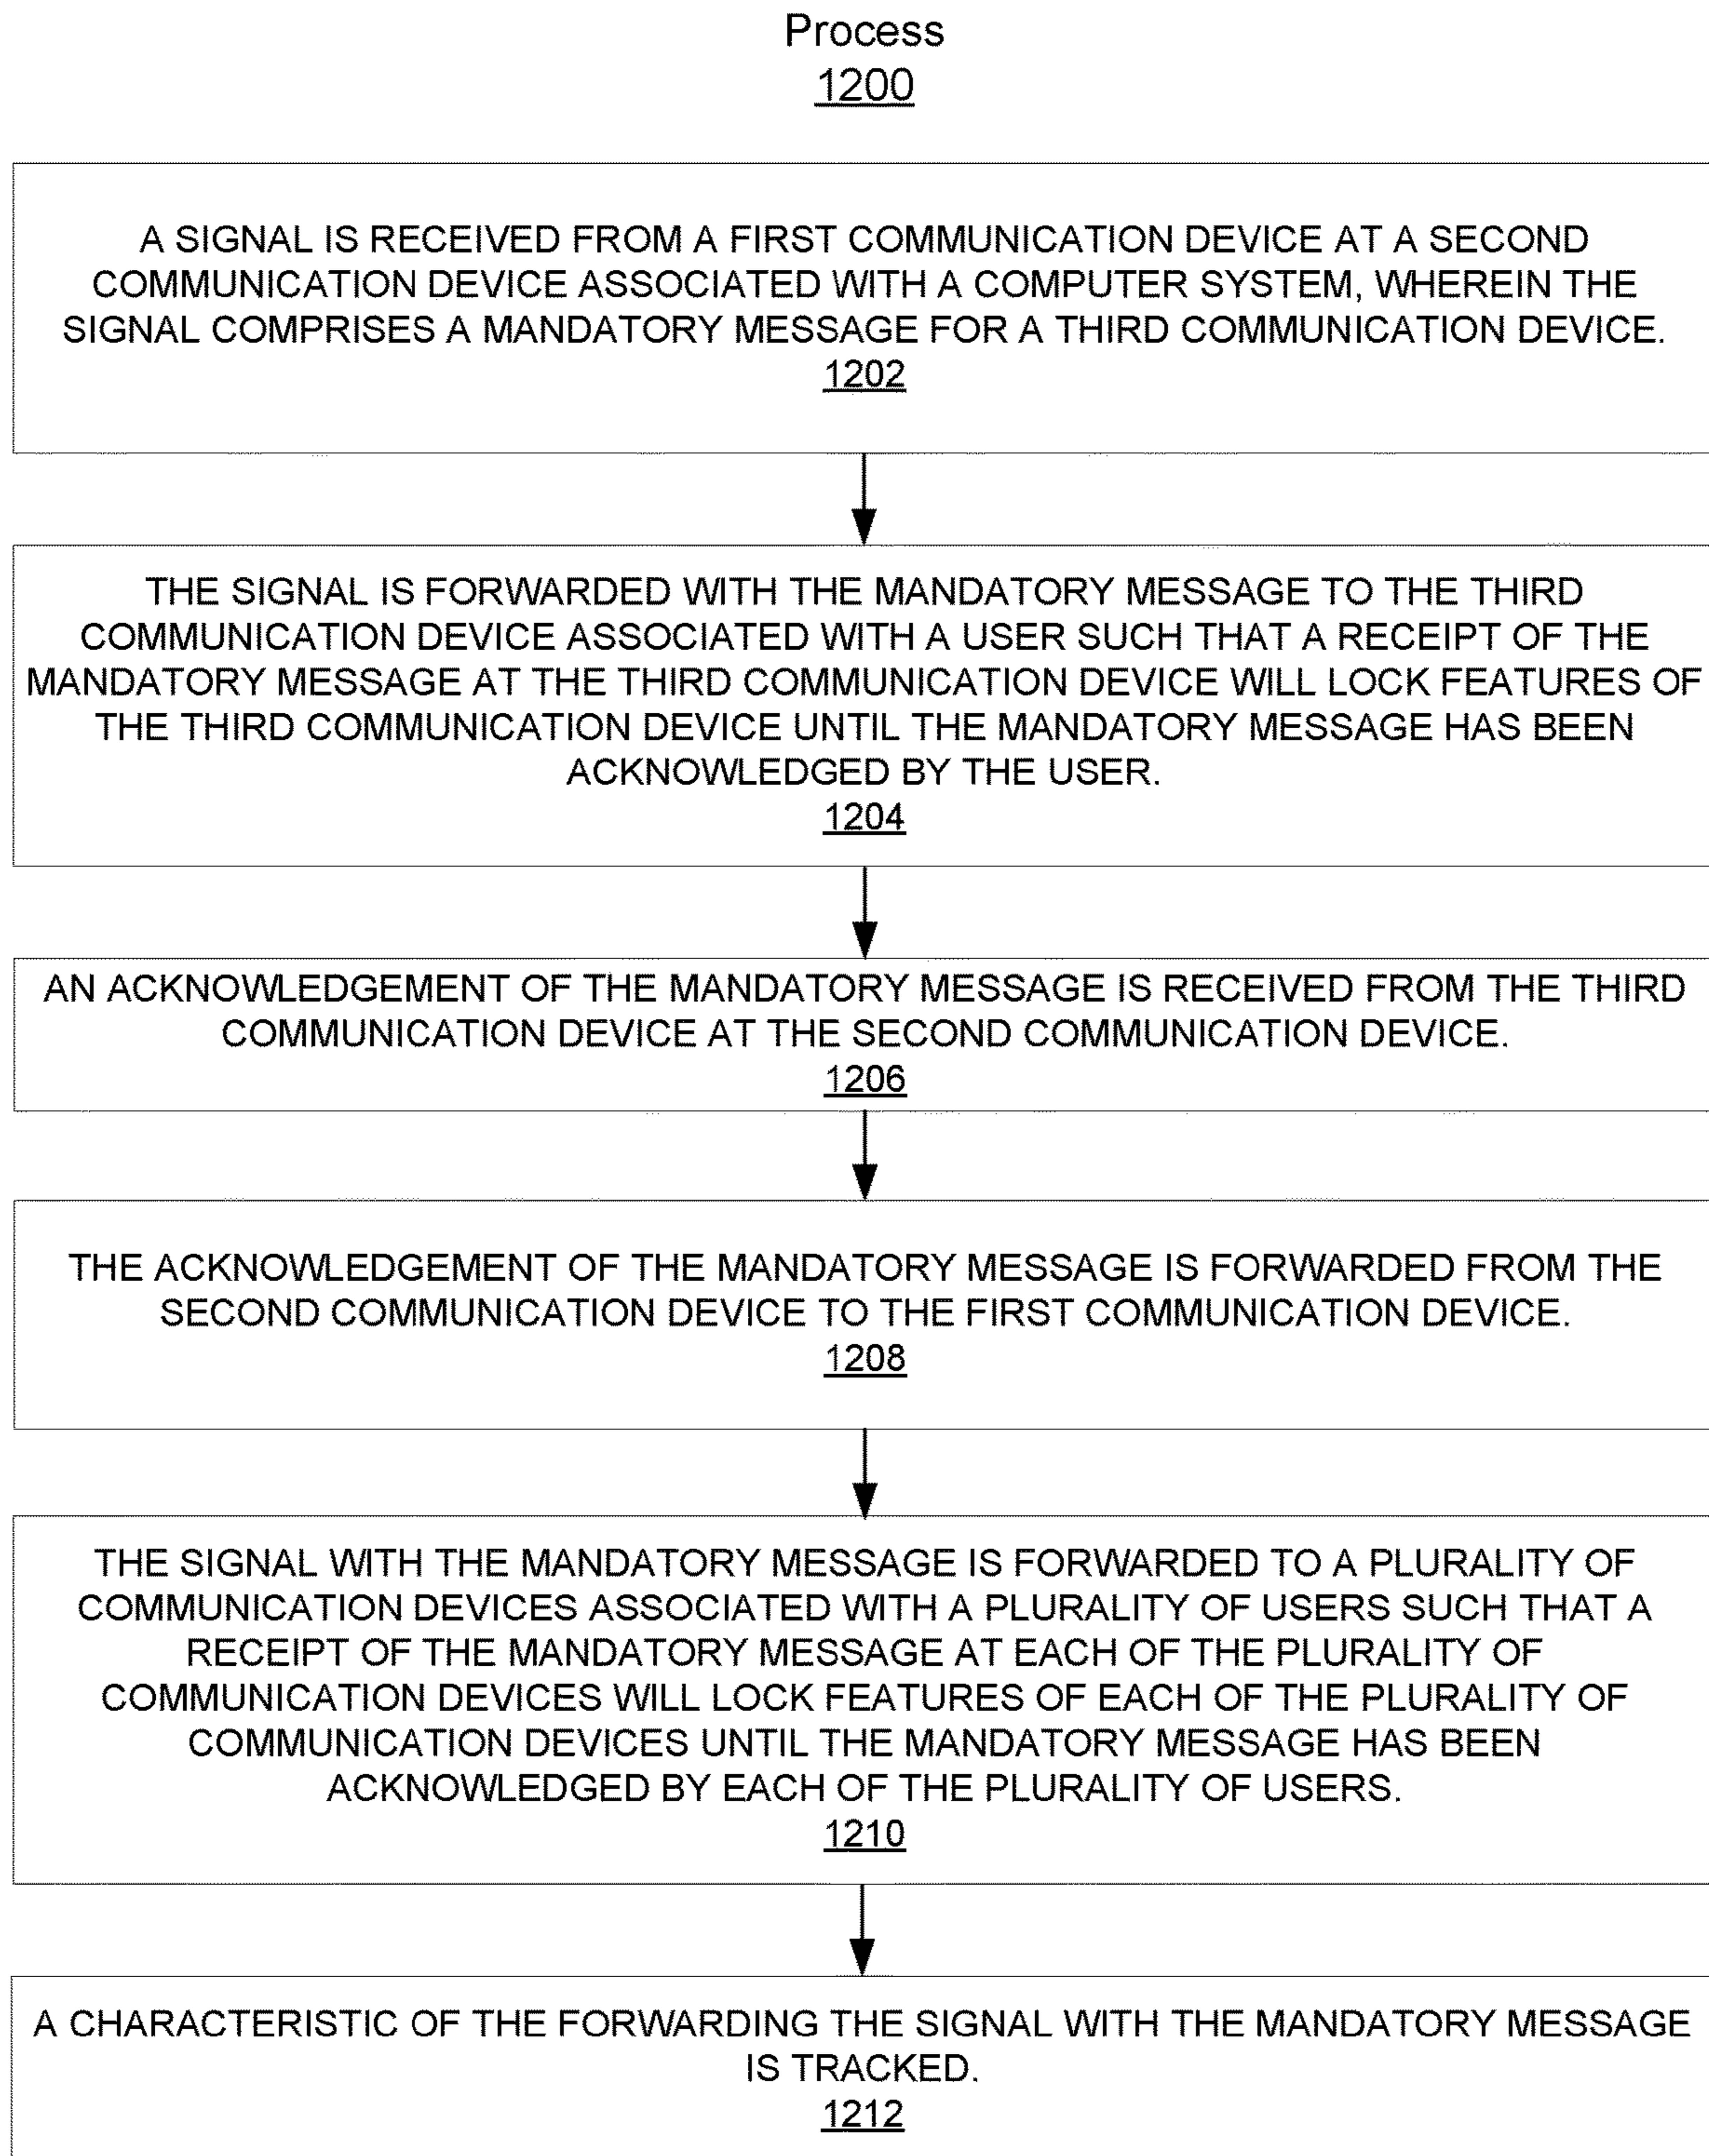 Process
1200
A SIGNAL IS RECEIVED FROM A FIRST COMMUNICATION DEVICE AT A SECOND
COMMUNICATION DEVICE ASSOCIATED WITH A COMPUTER SYSTEM, WHEREIN THE
SIGNAL COMPRISES A MANDATORY MESSAGE FOR A THIRD COMMUNICATION DEVICE.
1202
THE SIGNAL IS FORWARDED WITH THE MANDATORY MESSAGE TO THE THIRD
COMMUNICATION DEVICE ASSOCIATED WITH A USER SUCH THAT A RECEIPT OF THE
MANDATORY MESSAGE AT THE THIRD COMMUNICATION DEVICE WILL LOCK FEATURES OF
THE THIRD COMMUNICATION DEVICE UNTIL THE MANDATORY MESSAGE HAS BEEN
ACKNOWLEDGED BY THE USER.
1204
AN ACKNOWLEDGEMENT OF THE MANDATORY MESSAGE IS RECEIVED FROM THE THIRD
COMMUNICATION DEVICE AT THE SECOND COMMUNICATION DEVICE.
1206
THE ACKNOWLEDGEMENT OF THE MANDATORY MESSAGE IS FORWARDED FROM THE
SECOND COMMUNICATION DEVICE TO THE FIRST COMMUNICATION DEVICE.
1208
THE SIGNAL WITH THE MANDATORY MESSAGE IS FORWARDED TO A PLURALITY OF
COMMUNICATION DEVICES ASSOCIATED WITH A PLURALITY OF USERS SUCH THAT A
RECEIPT OF THE MANDATORY MESSAGE AT EACH OF THE PLURALITY OF
COMMUNICATION DEVICES WILL LOCK FEATURES OF EACH OF THE PLURALITY OF
COMMUNICATION DEVICES UNTIL THE MANDATORY MESSAGE HAS BEEN
ACKNOWLEDGED BY EACH OF THE PLURALITY OF USERS.
1210
A CHARACTERISTIC OF THE FORWARDING THE SIGNAL WITH THE MANDATORY MESSAGE
IS TRACKED.
1212